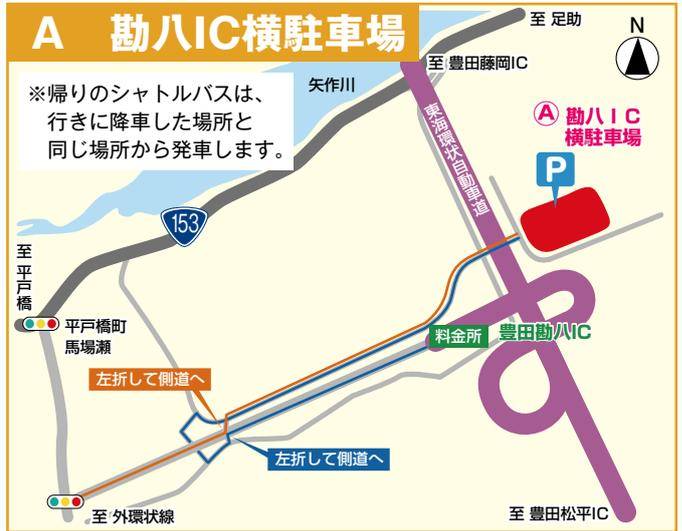 A 勘八IC横駐車場
至 足助
N
至 豊田藤岡IC
※帰りのシャトルバスは、
行きに降車した場所と
同じ場所から発車します。
矢作川
東海環状自動車道
A 勘八IC
横駐車場
P
153
至 平戸橋
平戸橋町
馬場瀬
料金所
豊田勘八IC
左折して側道へ
左折して側道へ
至 外環状線
至 豊田松平IC